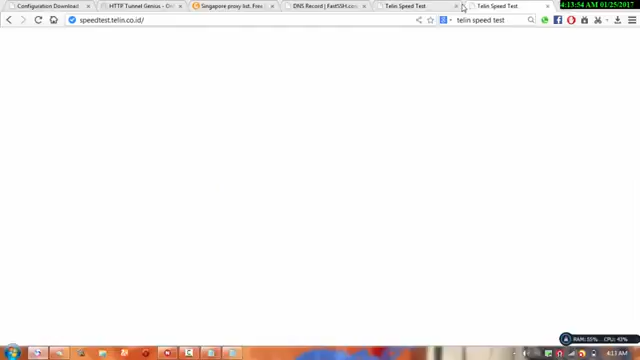 Configuration Download
HTTP Tunnel Genius - O
Singapore proxy list. Free
DNS Record | FastSSH.com
Telin Speed Test
Telin Speed Test
4:13:54 AM 01/25/2017
speedtest.telin.co.id/
telin speed test
RAM: 55%
CPU: 43%
4:13 AM